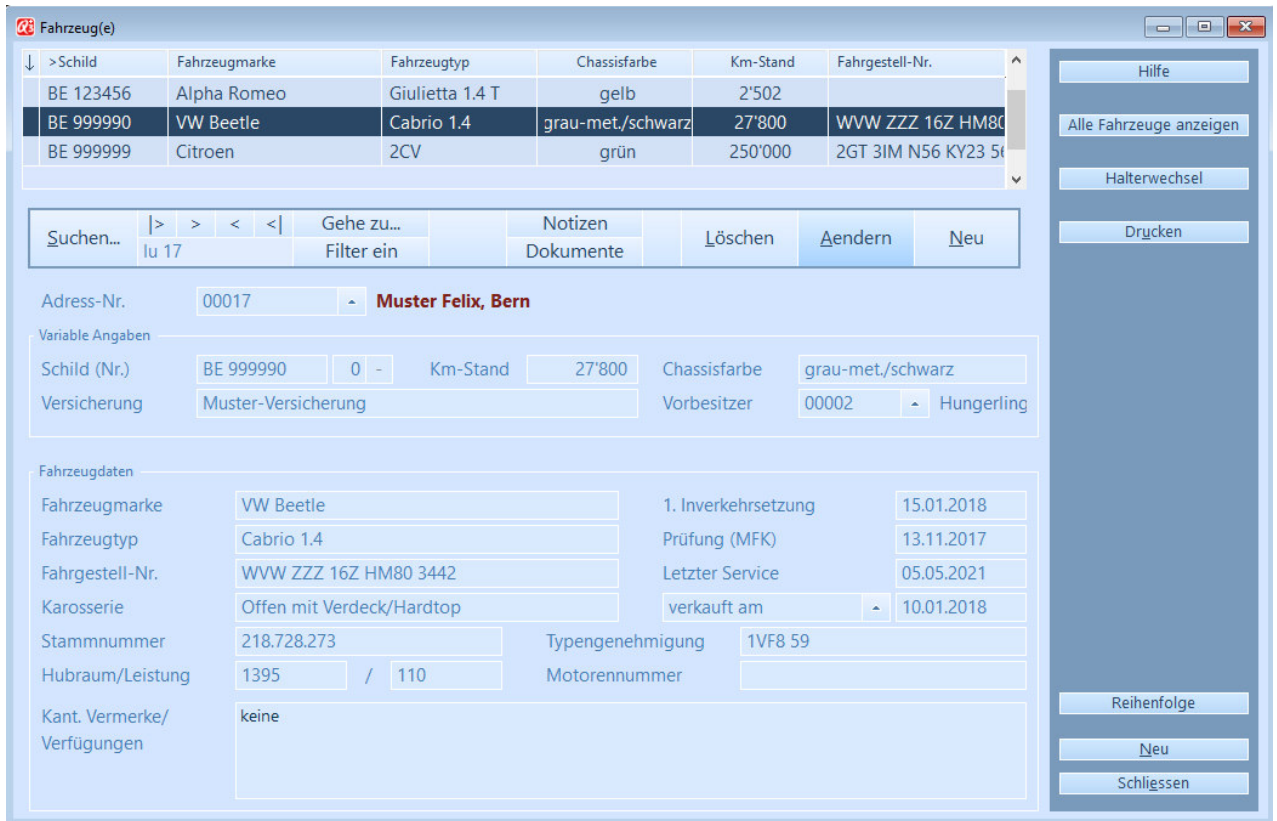 Fahrzeug(e)
↓ >Schild Fahrzeugmarke Fahrzeugtyp Chassisfarbe Km-Stand Fahrgestell-Nr.
BE 123456 Alpha Romeo Giulietta 1.4 T gelb 2'502
BE 999990 VW Beetle Cabrio 1.4 grau-met./schwarz 27'800 WVW ZZZ 16Z HM80
BE 999999 Citroen 2CV grün 250'000 2GT 3IM N56 KY23
Hilfe
Alle Fahrzeuge anzeigen
Halterwechsel
Drucken
Suchen... |> > < <| Gehe zu... Notizen Löschen Aendern Neu
lu 17 Filter ein Dokumente
Adress-Nr. 00017 Muster Felix, Bern
Variable Angaben
Schild (Nr.) BE 999990 0 - Km-Stand 27'800 Chassisfarbe grau-met./schwarz
Versicherung Muster-Versicherung Vorbesitzer 00002 Hungerling
Fahrzeugdaten
Fahrzeugmarke VW Beetle 1. Inverkehrsetzung 15.01.2018
Fahrzeugtyp Cabrio 1.4 Prüfung (MFK) 13.11.2017
Fahrgestell-Nr. WVW ZZZ 16Z HM80 3442 Letzter Service 05.05.2021
Karosserie Offen mit Verdeck/Hardtop verkauft am 10.01.2018
Stammnummer 218.728.273 Typengenehmigung 1VF8 59
Hubraum/Leistung 1395 / 110 Motorennummer
Kant. Vermerke/ keine
Verfügungen
Reihenfolge
Neu
Schliessen